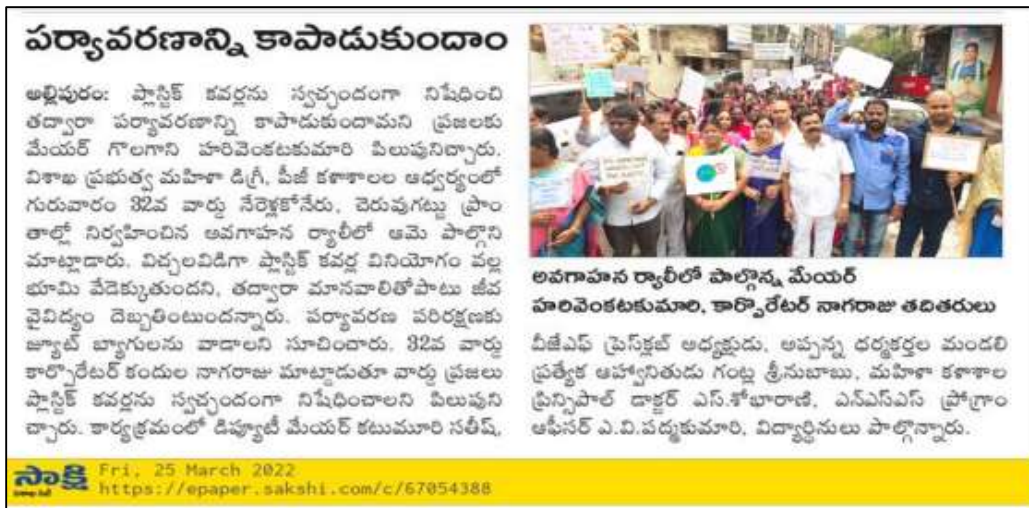 పర్యావరణాన్ని కాపాడుకుందాం
అల్లిపురం: ప్లాస్టిక్ కవర్లను స్వచ్ఛందంగా నిషేధించి
తద్వారా పర్యావరణాన్ని కాపాడుకుందామని ప్రజలకు
మేయర్ గొలగాని హరివెంకటకుమారి పిలుపునిచ్చారు.
విశాఖ ప్రభుత్వ మహిళా డిగ్రీ, పీజీ కళాశాలల ఆధ్వర్యంలో
గురువారం 32వ వార్డు నేరెళ్లకోనేరు, చెరువుగట్టు ప్రాం
తాల్లో నిర్వహించిన అవగాహన ర్యాలీలో ఆమె పాల్గొని
మాట్లాడారు. విచ్చలవిడిగా ప్లాస్టిక్ కవర్ల వినియోగం వల్ల
భూమి వేడెక్కుతుందని, తద్వారా మానవాలితోపాటు జీవ
వైవిద్యం దెబ్బతింటుందన్నారు. పర్యావరణ పరిరక్షణకు
జ్యూట్ బ్యాగులను వాడాలని సూచించారు. 32వ వార్డు
కార్పొరేటర్ కందుల నాగరాజు మాట్లాడుతూ వార్డు ప్రజలు
ప్లాస్టిక్ కవర్లను స్వచ్ఛందంగా నిషేధించాలని పిలుపుని
చ్చారు. కార్యక్రమంలో డిప్యూటీ మేయర్ కటుమూరి సతీష్,
అవగాహన ర్యాలీలో పాల్గొన్న మేయర్
హరివెంకటకుమారి, కార్పొరేటర్ నాగరాజు తదితరులు
వీజేఎఫ్ ప్రెస్‌క్లబ్ అధ్యక్షుడు, అప్పన్న ధర్మకర్తల మండలి
ప్రత్యేక ఆహ్వానితుడు గంట్ల శ్రీనుబాబు, మహిళా కళాశాల
ప్రిన్సిపాల్ డాక్టర్ ఎస్.శోభారాణి, ఎన్ఎస్ఎస్ ప్రోగ్రాం
ఆఫీసర్ ఎ.వి.పద్మకుమారి, విద్యార్థినులు పాల్గొన్నారు.
సాక్షి
Fri, 25 March 2022
https://epaper.sakshi.com/c/67054388